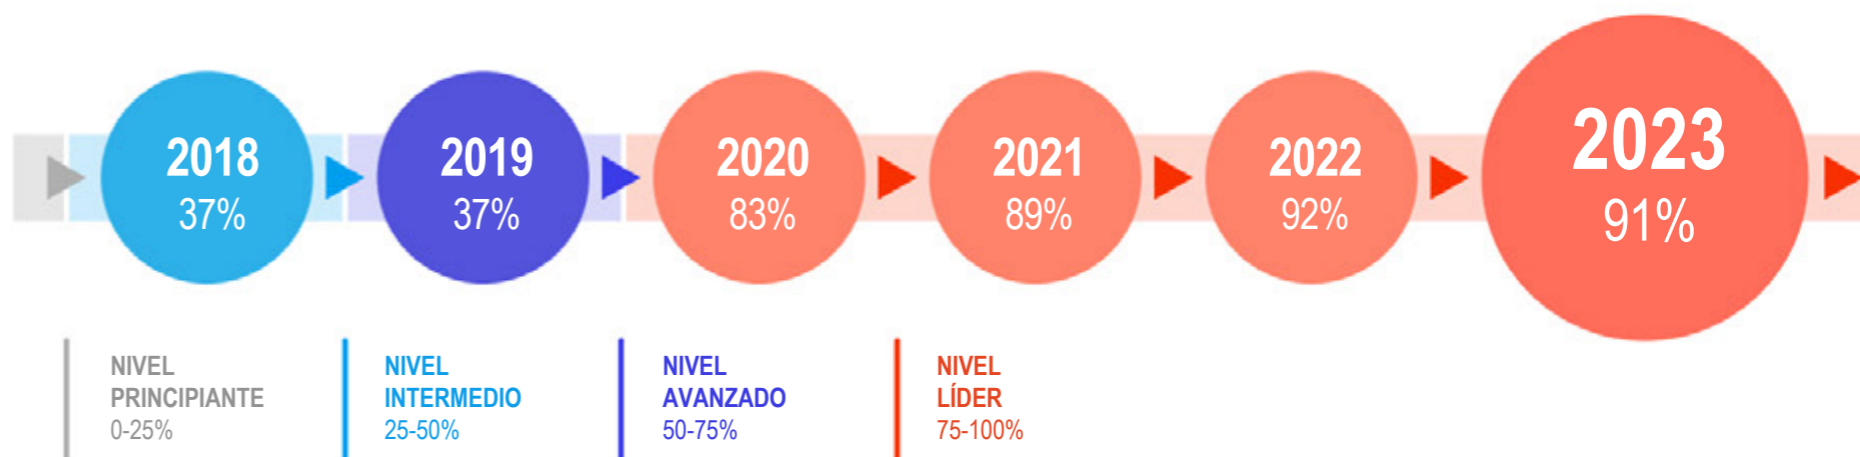 2018
37%
2019
37%
2020
83%
2021
89%
2022
92%
2023
91%
NIVEL
PRINCIPIANTE
0-25%
NIVEL
INTERMEDIO
25-50%
NIVEL
AVANZADO
50-75%
NIVEL
LÍDER
75-100%